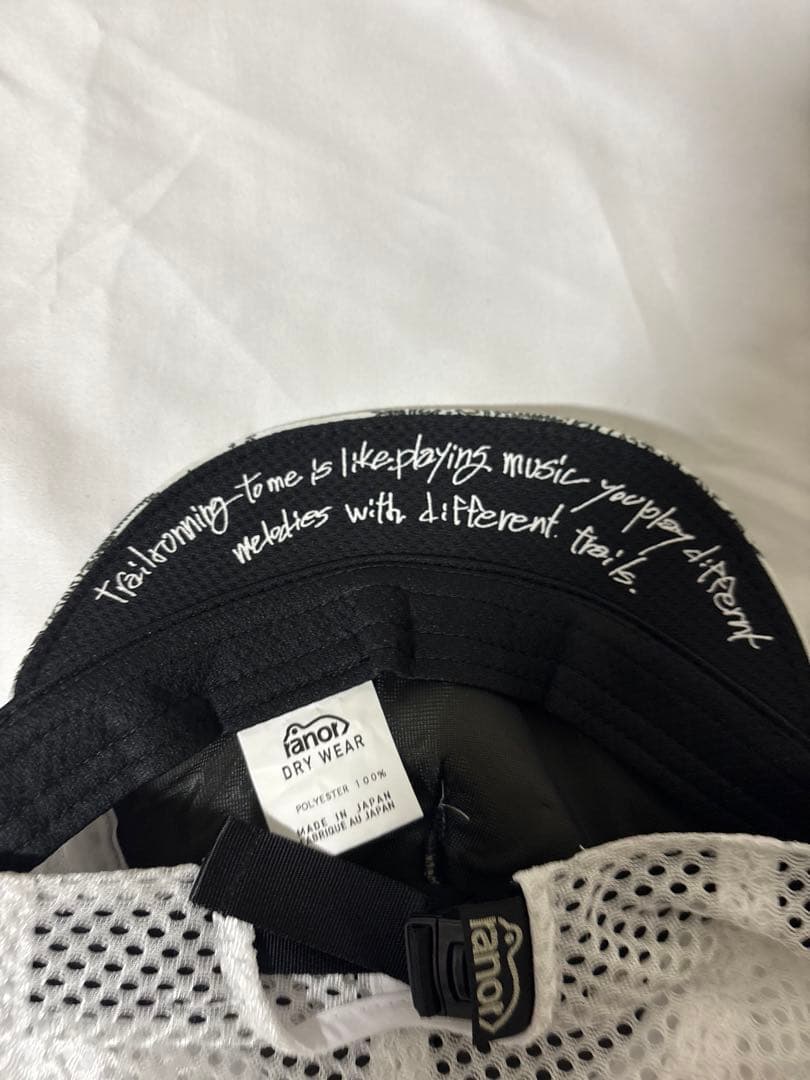 trailrunning to me is like playing music you play differnt
melodies with different. trails.
ranor
DRY WEAR
POLYESTER 100%
MADE IN JAPAN
FABRIQUE AU JAPAN
ranor